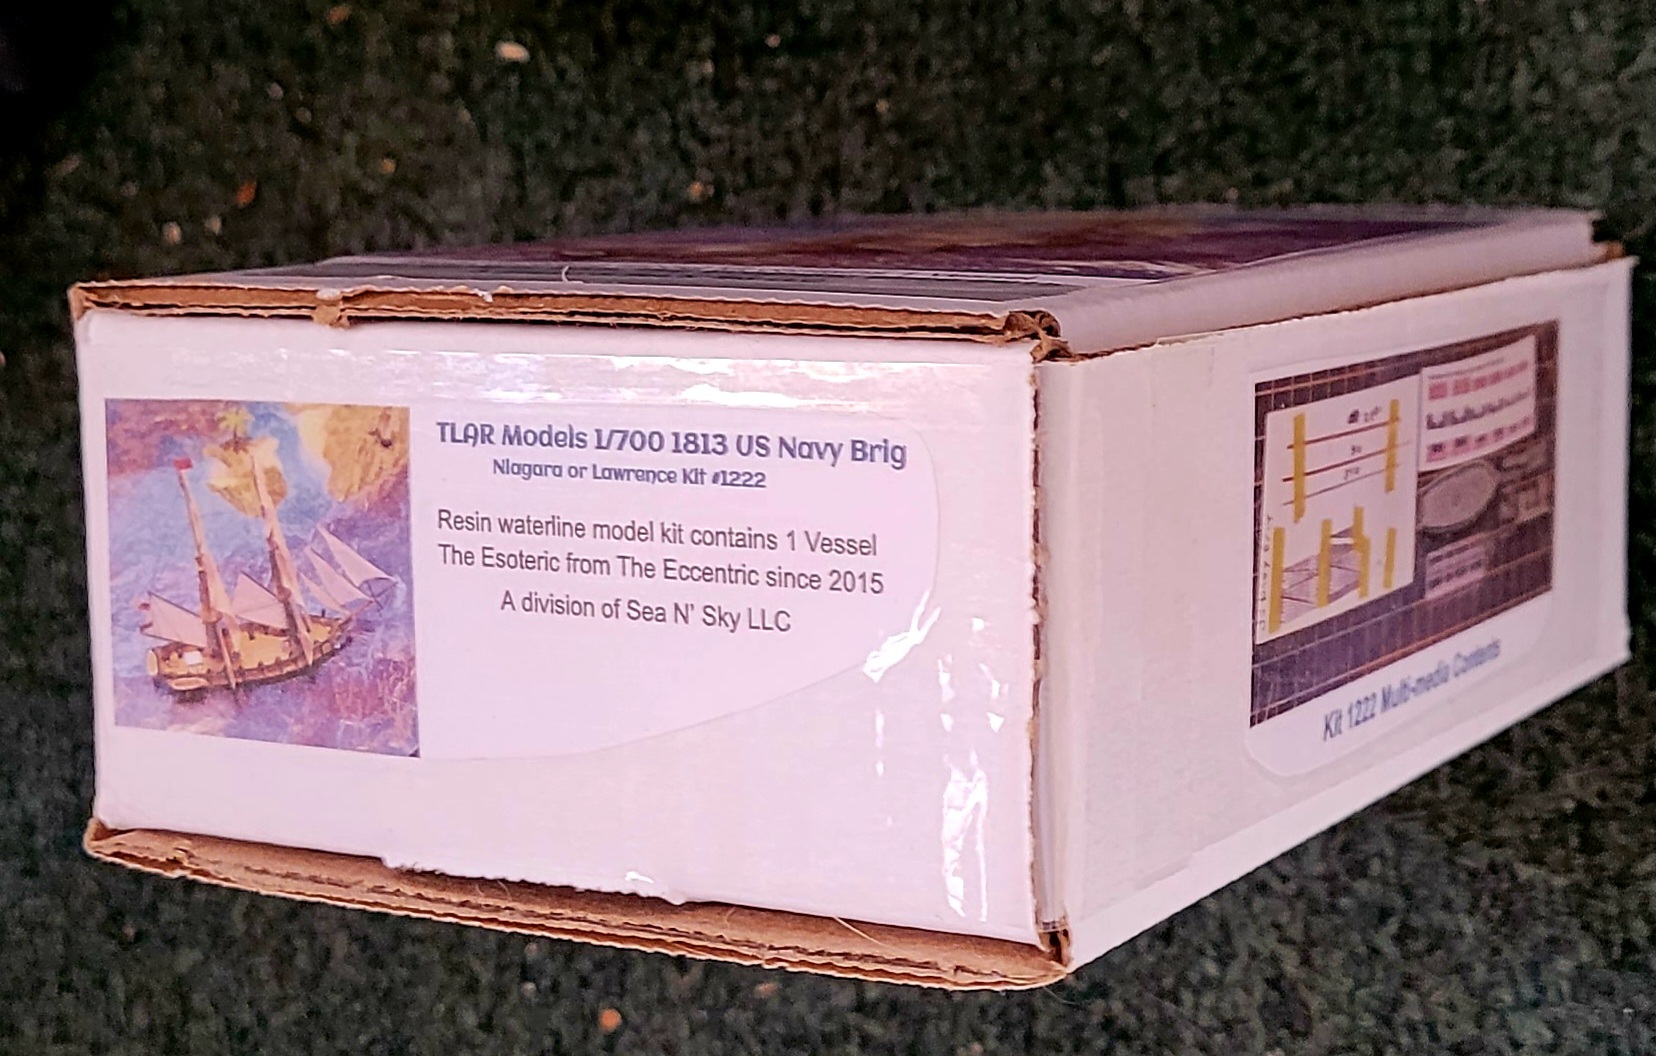 TLAR Models 1/700 1813 US Navy Brig
Niagara or Lawrence Kit #1222
Resin waterline model kit contains 1 Vessel
The Esoteric from The Eccentric since 2015
A division of Sea N' Sky LLC
Kit 1222 Multi-media Contents